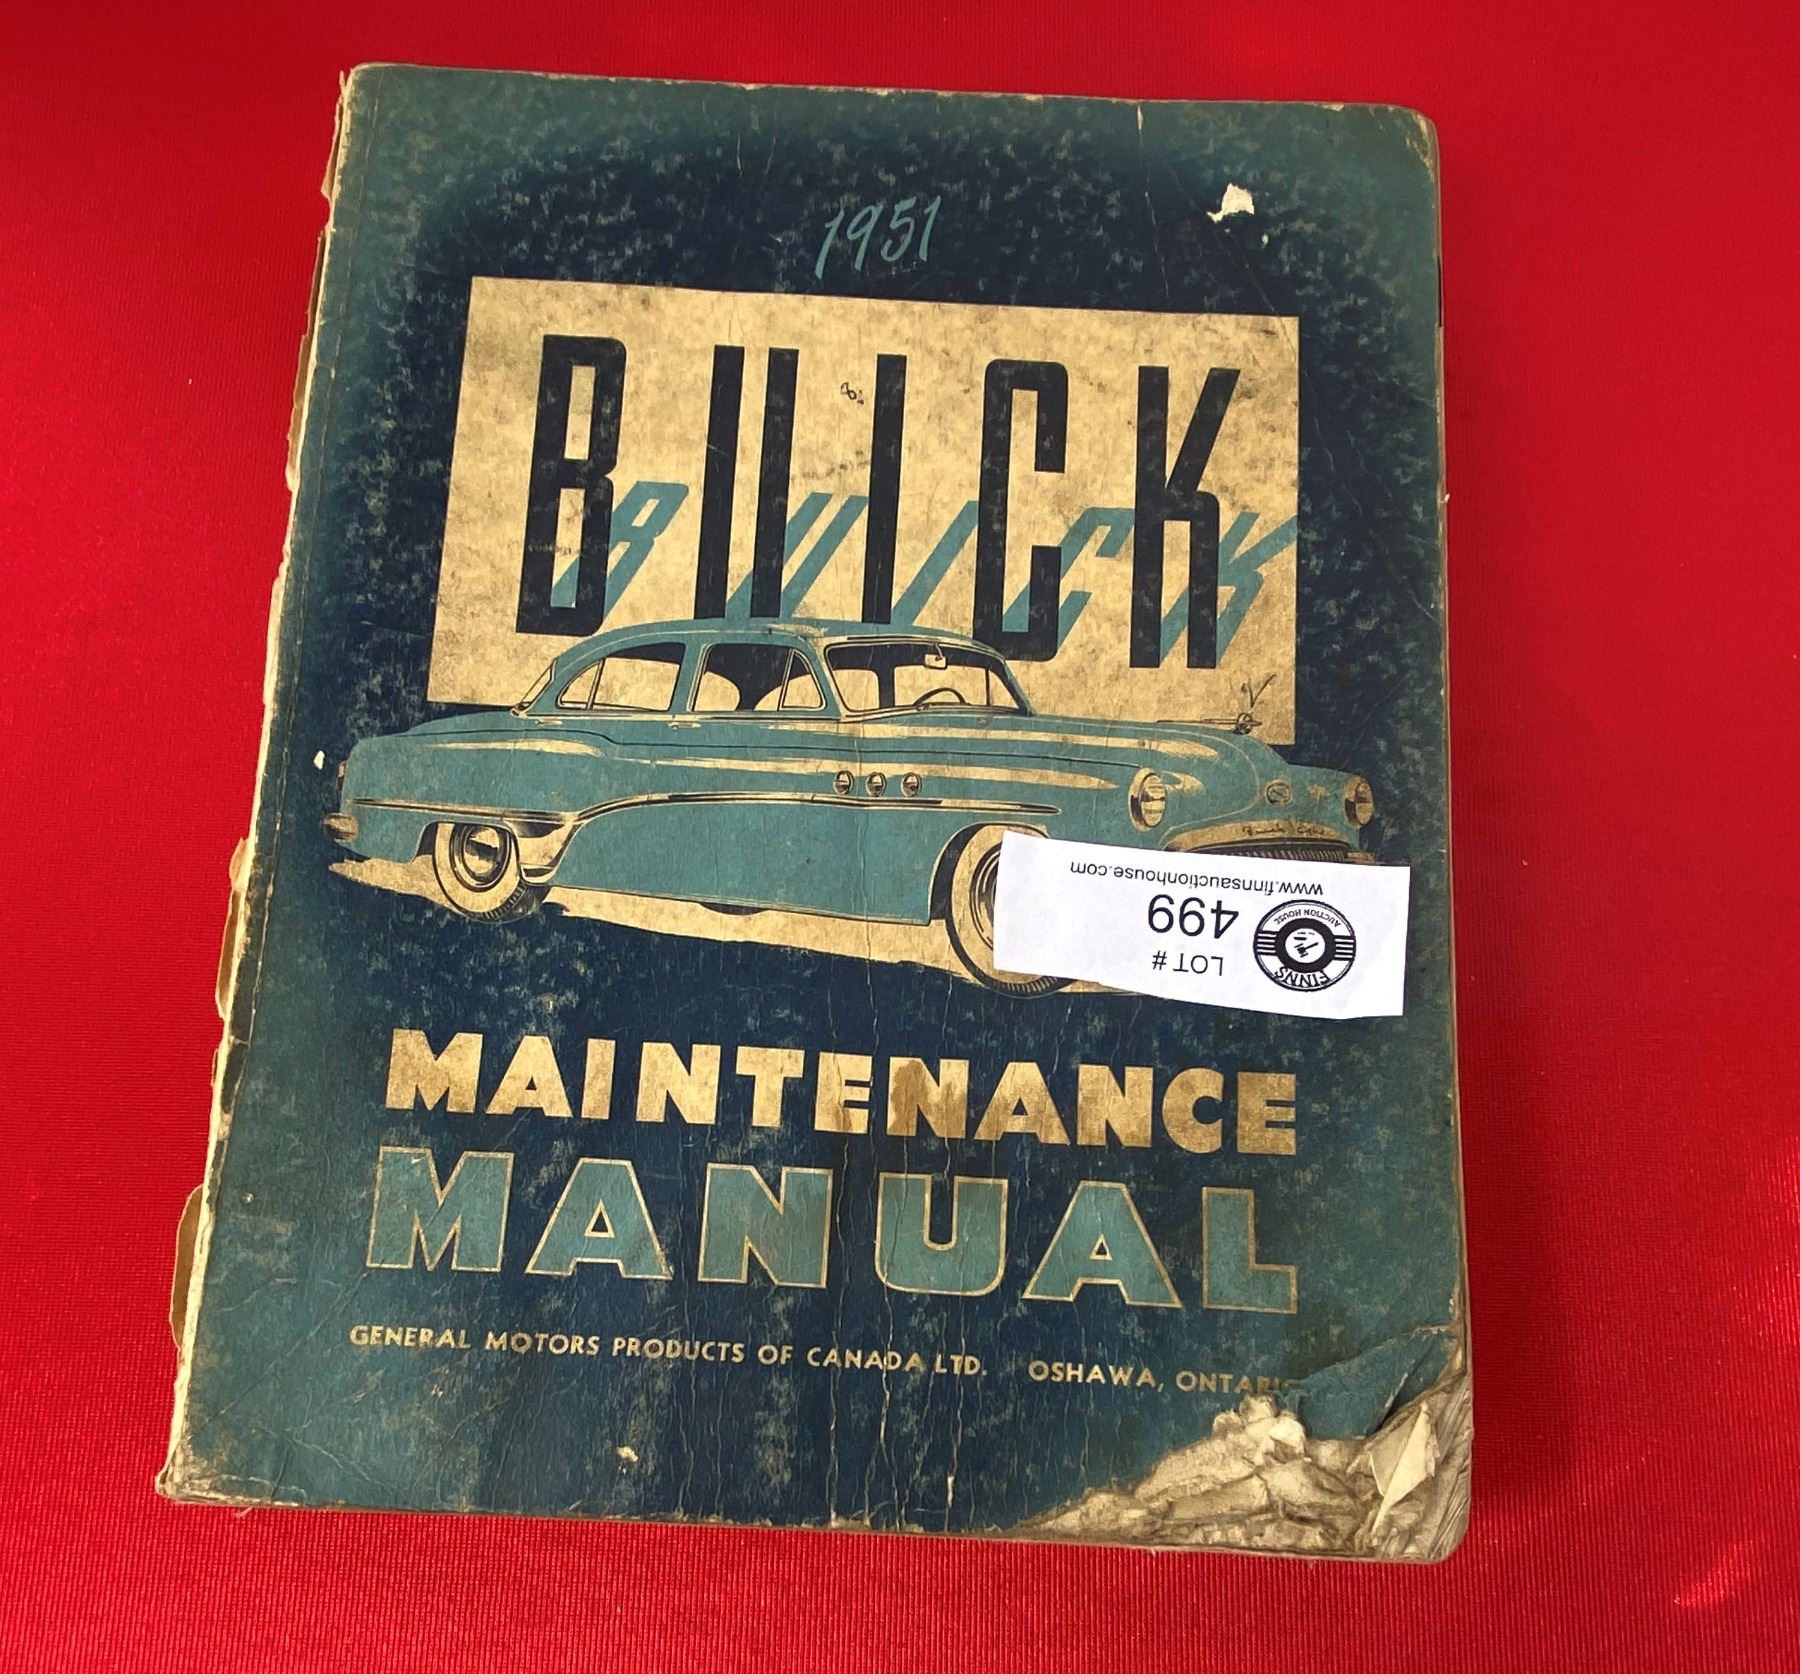 1951
BUICK
BUICK
www.finnsauctionhouse.com
499
LOT #
FINNS
AUCTION HOUSE
MAINTENANCE
MANUAL
GENERAL MOTORS PRODUCTS OF CANADA LTD. OSHAWA, ONTARIO